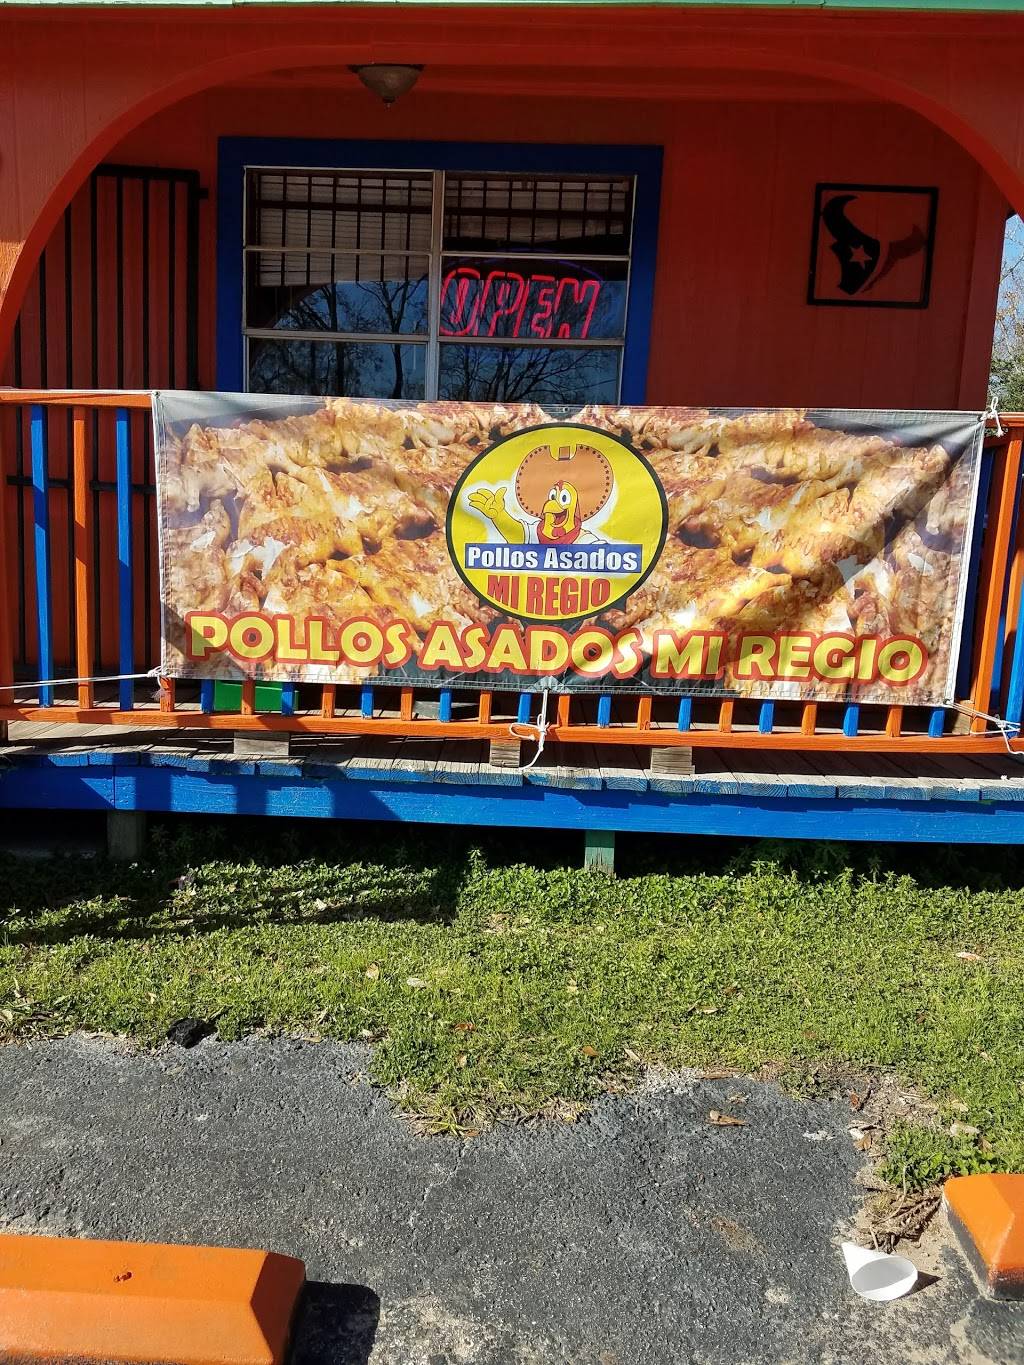 OPEN
Pollos Asados
MI REGIO
POLLOS ASADOS MI REGIO